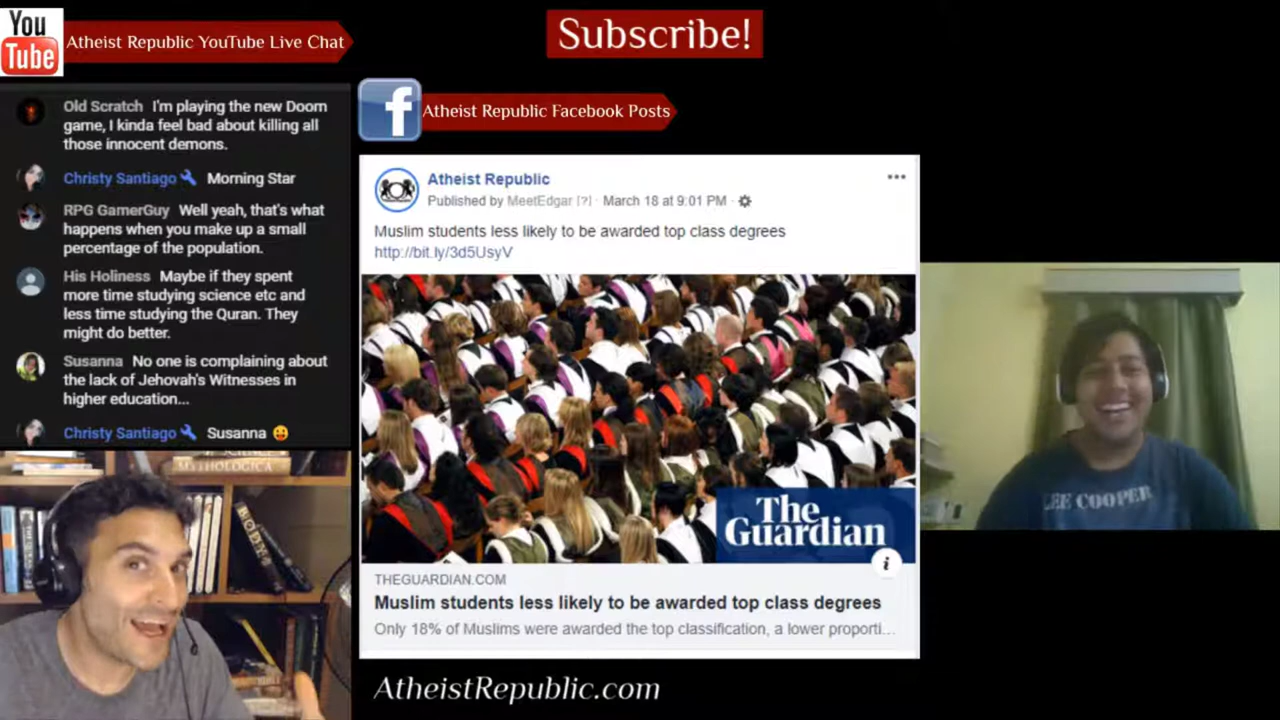 You
Tube
Atheist Republic YouTube Live Chat
Subscribe!
Atheist Republic Facebook Posts
Old Scratch I'm playing the new Doom
game, I kinda feel bad about killing all
those innocent demons.
Christy Santiago Morning Star
RPG GamerGuy Well yeah, that's what
happens when you make up a small
percentage of the population.
His Holiness Maybe if they spent
more time studying science etc and
less time studying the Quran. They
might do better.
Susanna No one is complaining about
the lack of Jehovah's Witnesses in
higher education...
Christy Santiago Susanna 😛
f
Atheist Republic
Published by MeetEdgar [?] · March 18 at 9:01 PM ·
Muslim students less likely to be awarded top class degrees
http://bit.ly/3d5UsyV
The
Guardian
i
THEGUARDIAN.COM
Muslim students less likely to be awarded top class degrees
Only 18% of Muslims were awarded the top classification, a lower proporti...
AtheistRepublic.com
MYTHOLOGICA
LEE COOPER